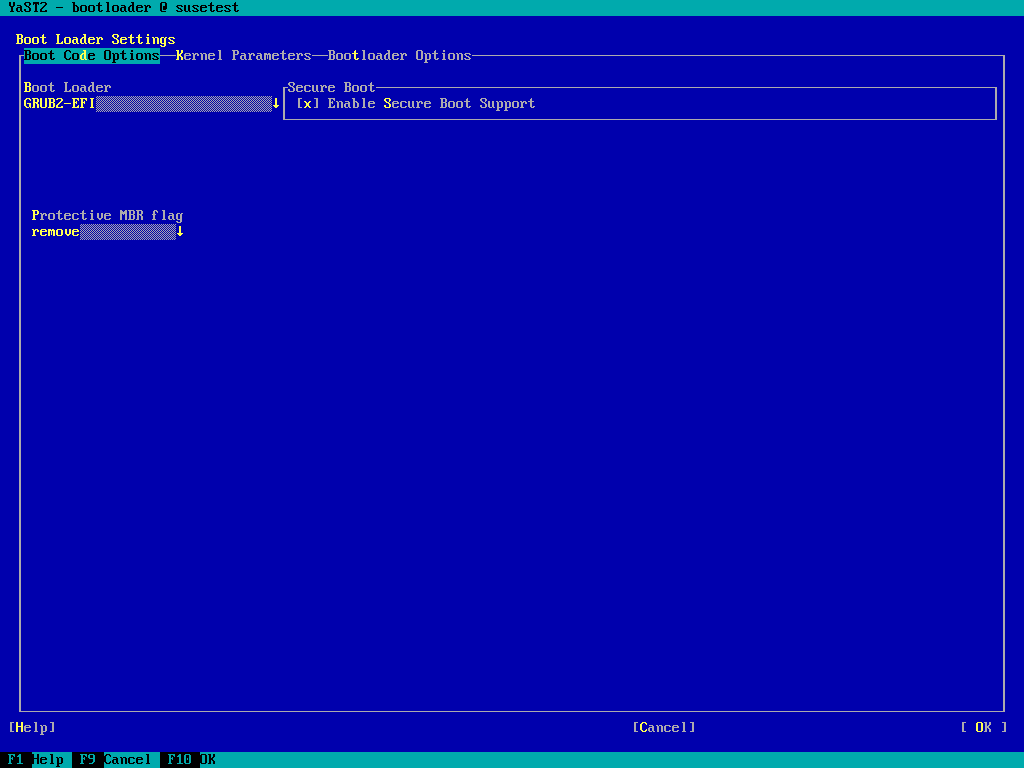 YaST2 - bootloader @ susetest
Boot Loader Settings
Boot Code Options Kernel Parameters Bootloader Options
Boot Loader
GRUB2-EFI ↓
Secure Boot
[x] Enable Secure Boot Support
Protective MBR flag
remove ↓
[Help] [Cancel] [ OK ]
F1 Help F9 Cancel F10 OK